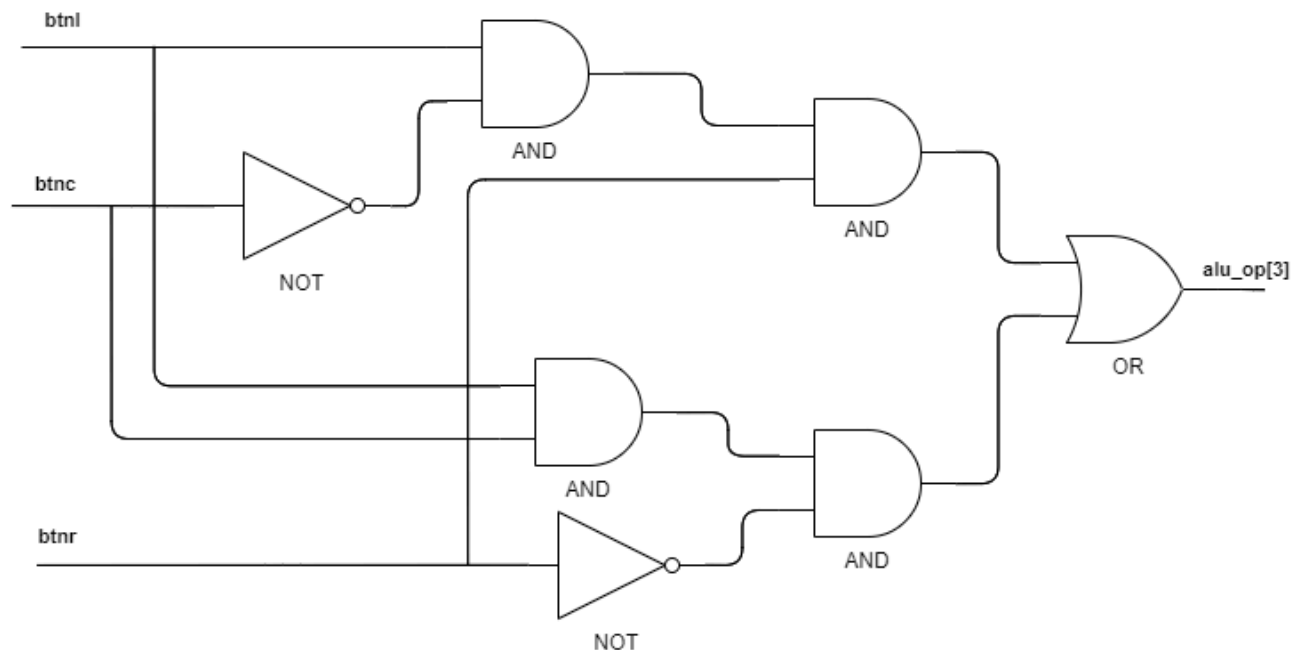 btnl
AND
btnc
AND
NOT
alu_op[3]
OR
AND
btnr
AND
NOT